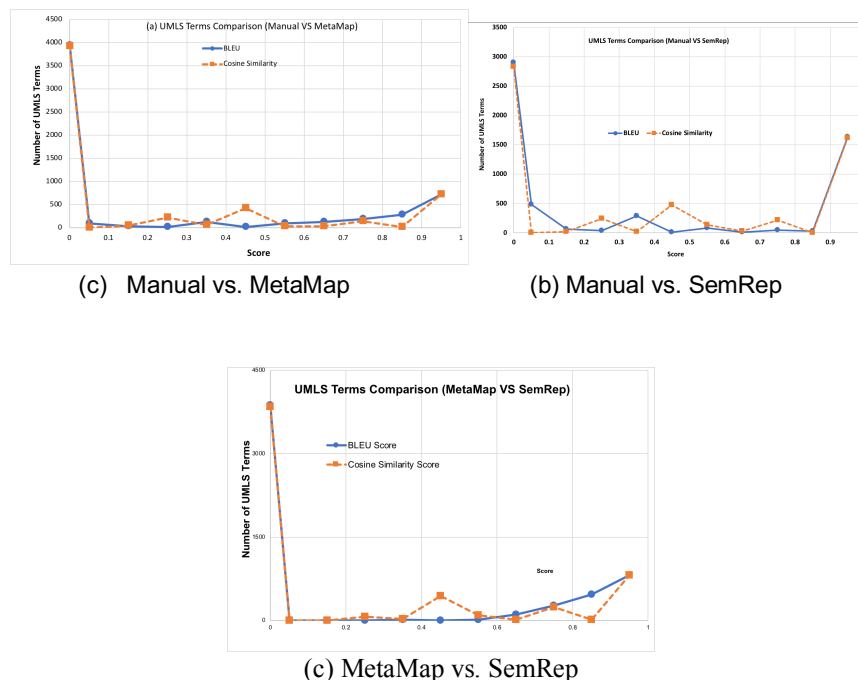 (a) UMLS Terms Comparison (Manual VS MetaMap)
BLEU
Cosine Similarity
Number of UMLS Terms
4500
4000
3500
3000
2500
2000
1500
1000
500
0
0 0.1 0.2 0.3 0.4 0.5 0.6 0.7 0.8 0.9 1
Score
(c) Manual vs. MetaMap
UMLS Terms Comparison (Manual VS SemRep)
BLEU Cosine Similarity
Number of UMLS Terms
3500
3000
2500
2000
1500
1000
500
0
0 0.1 0.2 0.3 0.4 0.5 0.6 0.7 0.8 0.9
Score
(b) Manual vs. SemRep
UMLS Terms Comparison (MetaMap VS SemRep)
BLEU Score
Cosine Similarity Score
Number of UMLS Terms
4500
3000
1500
0
Score
0 0.2 0.4 0.6 0.8 1
(c) MetaMap vs. SemRep